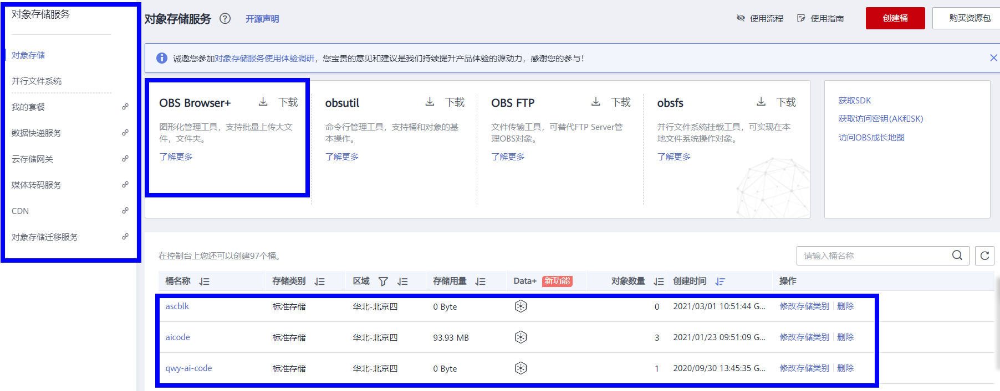 对象存储服务
对象存储
并行文件系统
我的套餐
数据快递服务
云存储网关
媒体转码服务
CDN
对象存储迁移服务
对象存储服务 ? 开源声明 使用流程 使用指南 创建桶 购买资源包
诚邀您参加对象存储服务使用体验调研，您宝贵的意见和建议是我们持续提升产品体验的源动力，感谢您的参与！
OBS Browser+ 下载
图形化管理工具，支持批量上传大文
件，文件夹。
了解更多
obsutil 下载
命令行管理工具，支持桶和对象的基
本操作。
了解更多
OBS FTP 下载
文件传输工具，可替代FTP Server管
理OBS对象。
了解更多
obsfs 下载
并行文件系统挂载工具，可实现在本
地文件系统操作对象。
了解更多
获取SDK
获取访问密钥(AK和SK)
访问OBS成长地图
在控制台上您还可以创建97个桶。 请输入桶名称
桶名称 存储类别 区域 存储用量 Data+ 新功能 对象数量 创建时间 操作
ascblk 标准存储 华北-北京四 0 Byte 0 2021/03/01 10:51:44 G... 修改存储类别 删除
aicode 标准存储 华北-北京四 93.93 MB 3 2021/01/23 09:51:09 G... 修改存储类别 删除
qwy-ai-code 标准存储 华北-北京四 0 Byte 1 2020/09/30 13:45:35 G... 修改存储类别 删除